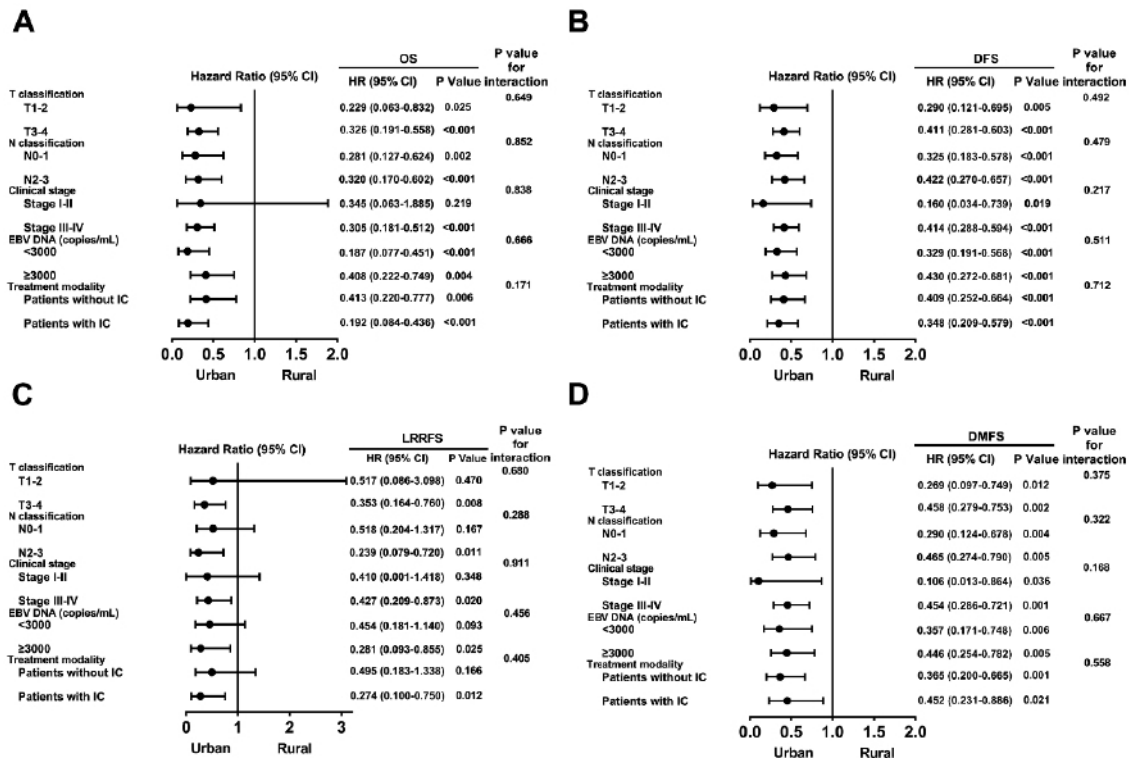 A
OS
P value for interaction
Hazard Ratio (95% CI)
HR (95% CI) P Value
T classification 0.649
T1-2 0.229 (0.063-0.832) 0.025
T3-4 0.326 (0.191-0.558) <0.001
N classification 0.852
N0-1 0.281 (0.127-0.624) 0.002
N2-3 0.320 (0.170-0.602) <0.001
Clinical stage 0.838
Stage I-II 0.345 (0.063-1.885) 0.219
Stage III-IV 0.305 (0.181-0.512) <0.001
EBV DNA (copies/mL) 0.666
<3000 0.187 (0.077-0.451) <0.001
≥3000 0.408 (0.222-0.749) 0.004
Treatment modality 0.171
Patients without IC 0.413 (0.220-0.777) 0.006
Patients with IC 0.192 (0.084-0.436) <0.001
0.0 0.5 1.0 1.5 2.0
Urban Rural
B
DFS
P value for interaction
Hazard Ratio (95% CI)
HR (95% CI) P Value
T classification 0.492
T1-2 0.290 (0.121-0.695) 0.005
T3-4 0.411 (0.281-0.603) <0.001
N classification 0.479
N0-1 0.325 (0.183-0.578) <0.001
N2-3 0.422 (0.270-0.657) <0.001
Clinical stage 0.217
Stage I-II 0.160 (0.034-0.739) 0.019
Stage III-IV 0.414 (0.288-0.594) <0.001
EBV DNA (copies/mL) 0.511
<3000 0.329 (0.191-0.568) <0.001
≥3000 0.430 (0.272-0.681) <0.001
Treatment modality 0.712
Patients without IC 0.409 (0.252-0.664) <0.001
Patients with IC 0.348 (0.209-0.579) <0.001
0.0 0.5 1.0 1.5 2.0
Urban Rural
C
LRRFS
P value for interaction
Hazard Ratio (95% CI)
HR (95% CI) P Value
T classification 0.680
T1-2 0.517 (0.086-3.098) 0.470
T3-4 0.353 (0.164-0.760) 0.008
N classification 0.288
N0-1 0.518 (0.204-1.317) 0.167
N2-3 0.239 (0.079-0.720) 0.011
Clinical stage 0.911
Stage I-II 0.410 (0.001-1.418) 0.348
Stage III-IV 0.427 (0.209-0.873) 0.020
EBV DNA (copies/mL) 0.456
<3000 0.454 (0.181-1.140) 0.093
≥3000 0.281 (0.093-0.855) 0.025
Treatment modality 0.405
Patients without IC 0.495 (0.183-1.338) 0.166
Patients with IC 0.274 (0.100-0.750) 0.012
0 1 2 3
Urban Rural
D
DMFS
P value for interaction
Hazard Ratio (95% CI)
HR (95% CI) P Value
T classification 0.375
T1-2 0.269 (0.097-0.749) 0.012
T3-4 0.458 (0.279-0.753) 0.002
N classification 0.322
N0-1 0.290 (0.124-0.678) 0.004
N2-3 0.465 (0.274-0.790) 0.005
Clinical stage 0.168
Stage I-II 0.106 (0.013-0.864) 0.036
Stage III-IV 0.454 (0.286-0.721) 0.001
EBV DNA (copies/mL) 0.667
<3000 0.357 (0.171-0.748) 0.006
≥3000 0.446 (0.254-0.782) 0.005
Treatment modality 0.558
Patients without IC 0.365 (0.200-0.665) 0.001
Patients with IC 0.452 (0.231-0.886) 0.021
0.0 0.5 1.0 1.5 2.0
Urban Rural